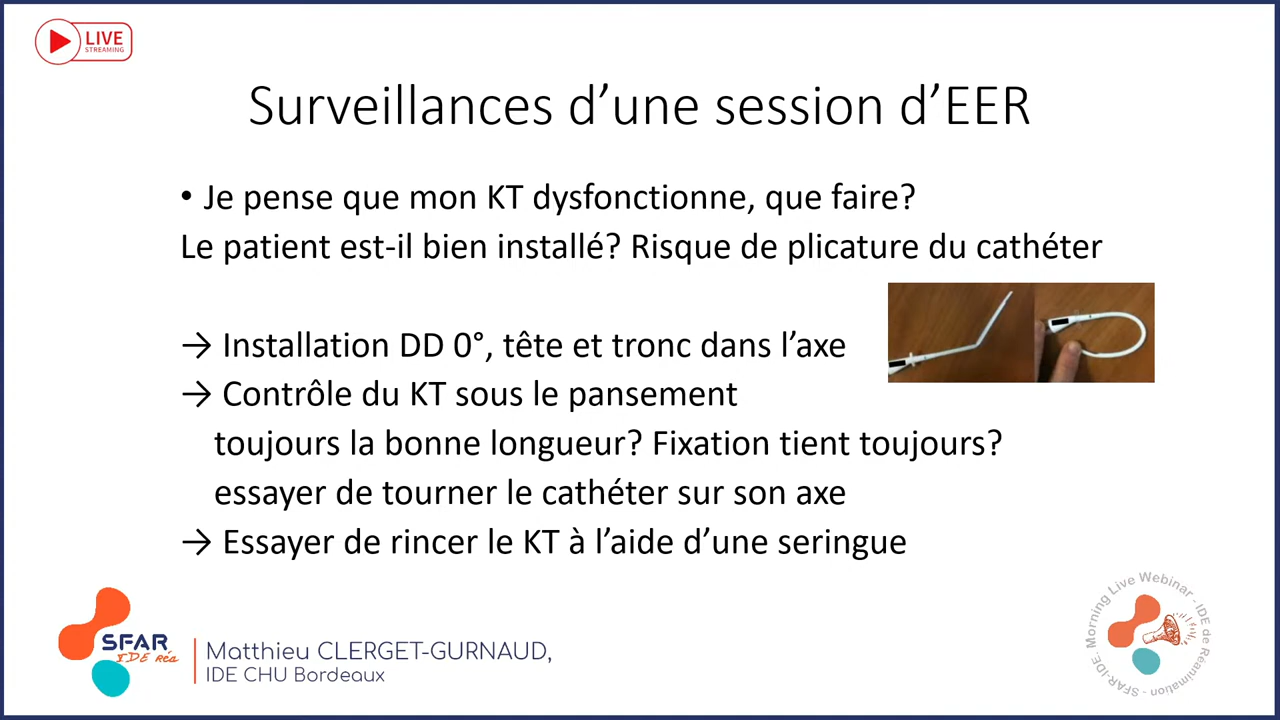 LIVE
STREAMING
Surveillances d’une session d’EER
• Je pense que mon KT dysfonctionne, que faire?
Le patient est-il bien installé? Risque de plicature du cathéter
→ Installation DD 0°, tête et tronc dans l’axe
→ Contrôle du KT sous le pansement
toujours la bonne longueur? Fixation tient toujours?
essayer de tourner le cathéter sur son axe
→ Essayer de rincer le KT à l’aide d’une seringue
SFAR
IDE Réa
Matthieu CLERGET-GURNAUD,
IDE CHU Bordeaux
Morning Live Webinar - IDE de Réanimation - SFAR-IDE.